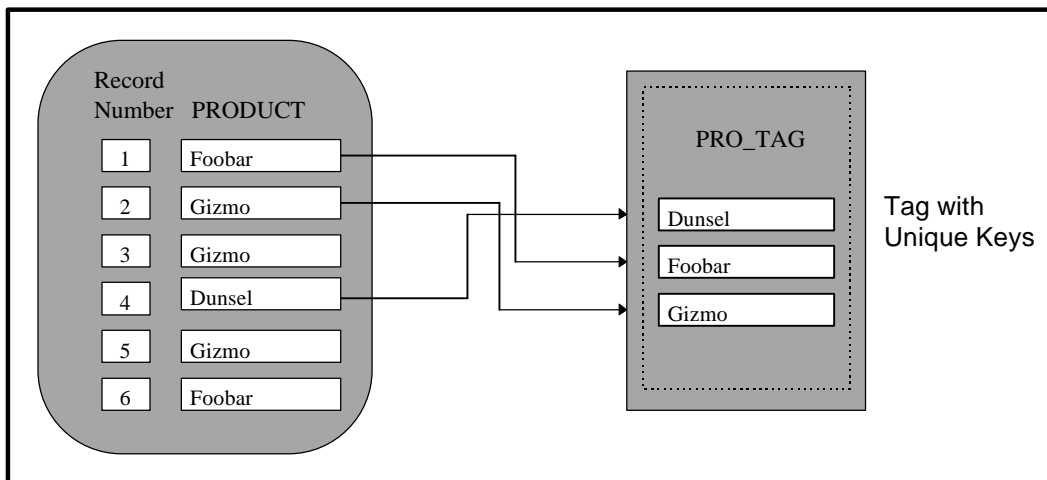 Record
Number PRODUCT
1 Foobar
2 Gizmo
3 Gizmo
4 Dunsel
5 Gizmo
6 Foobar
PRO_TAG
Dunsel
Foobar
Gizmo
Tag with
Unique Keys